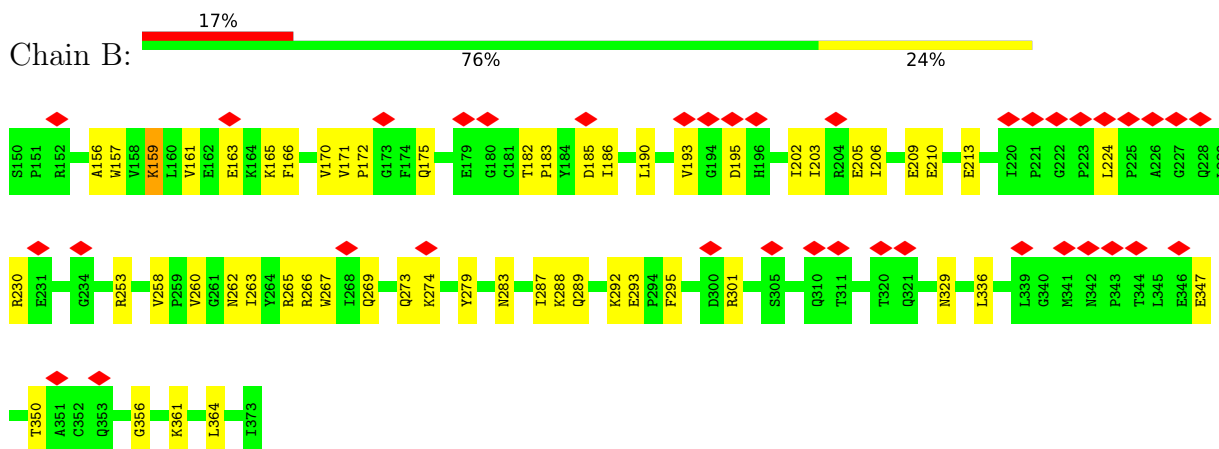 17%
Chain B:
76% 24%
S150 P151 R152 A156 W157 V158 K159 L160 V161 E162 E163 K164 K165 F166 V170 V171 P172 G173 F174 Q175 E179 G180 C181 T182 P183 Y184 D185 I186 L190 V193 G194 D195 H196 I202 I203 R204 E205 I206 E209 E210 E213 I220 P221 G222 P223 L224 P225 A226 G227 Q228
R230 E231 G234 R253 V258 P259 V260 G261 N262 I263 Y264 R265 R266 W267 I268 Q269 Q273 K274 Y279 N283 I287 K288 Q289 K292 E293 P294 F295 D300 R301 S305 Q310 T311 T320 Q321 N329 L336 L339 G340 M341 N342 P343 T344 L345 E346 E347
T350 A351 C352 Q353 G356 K361 L364 I373